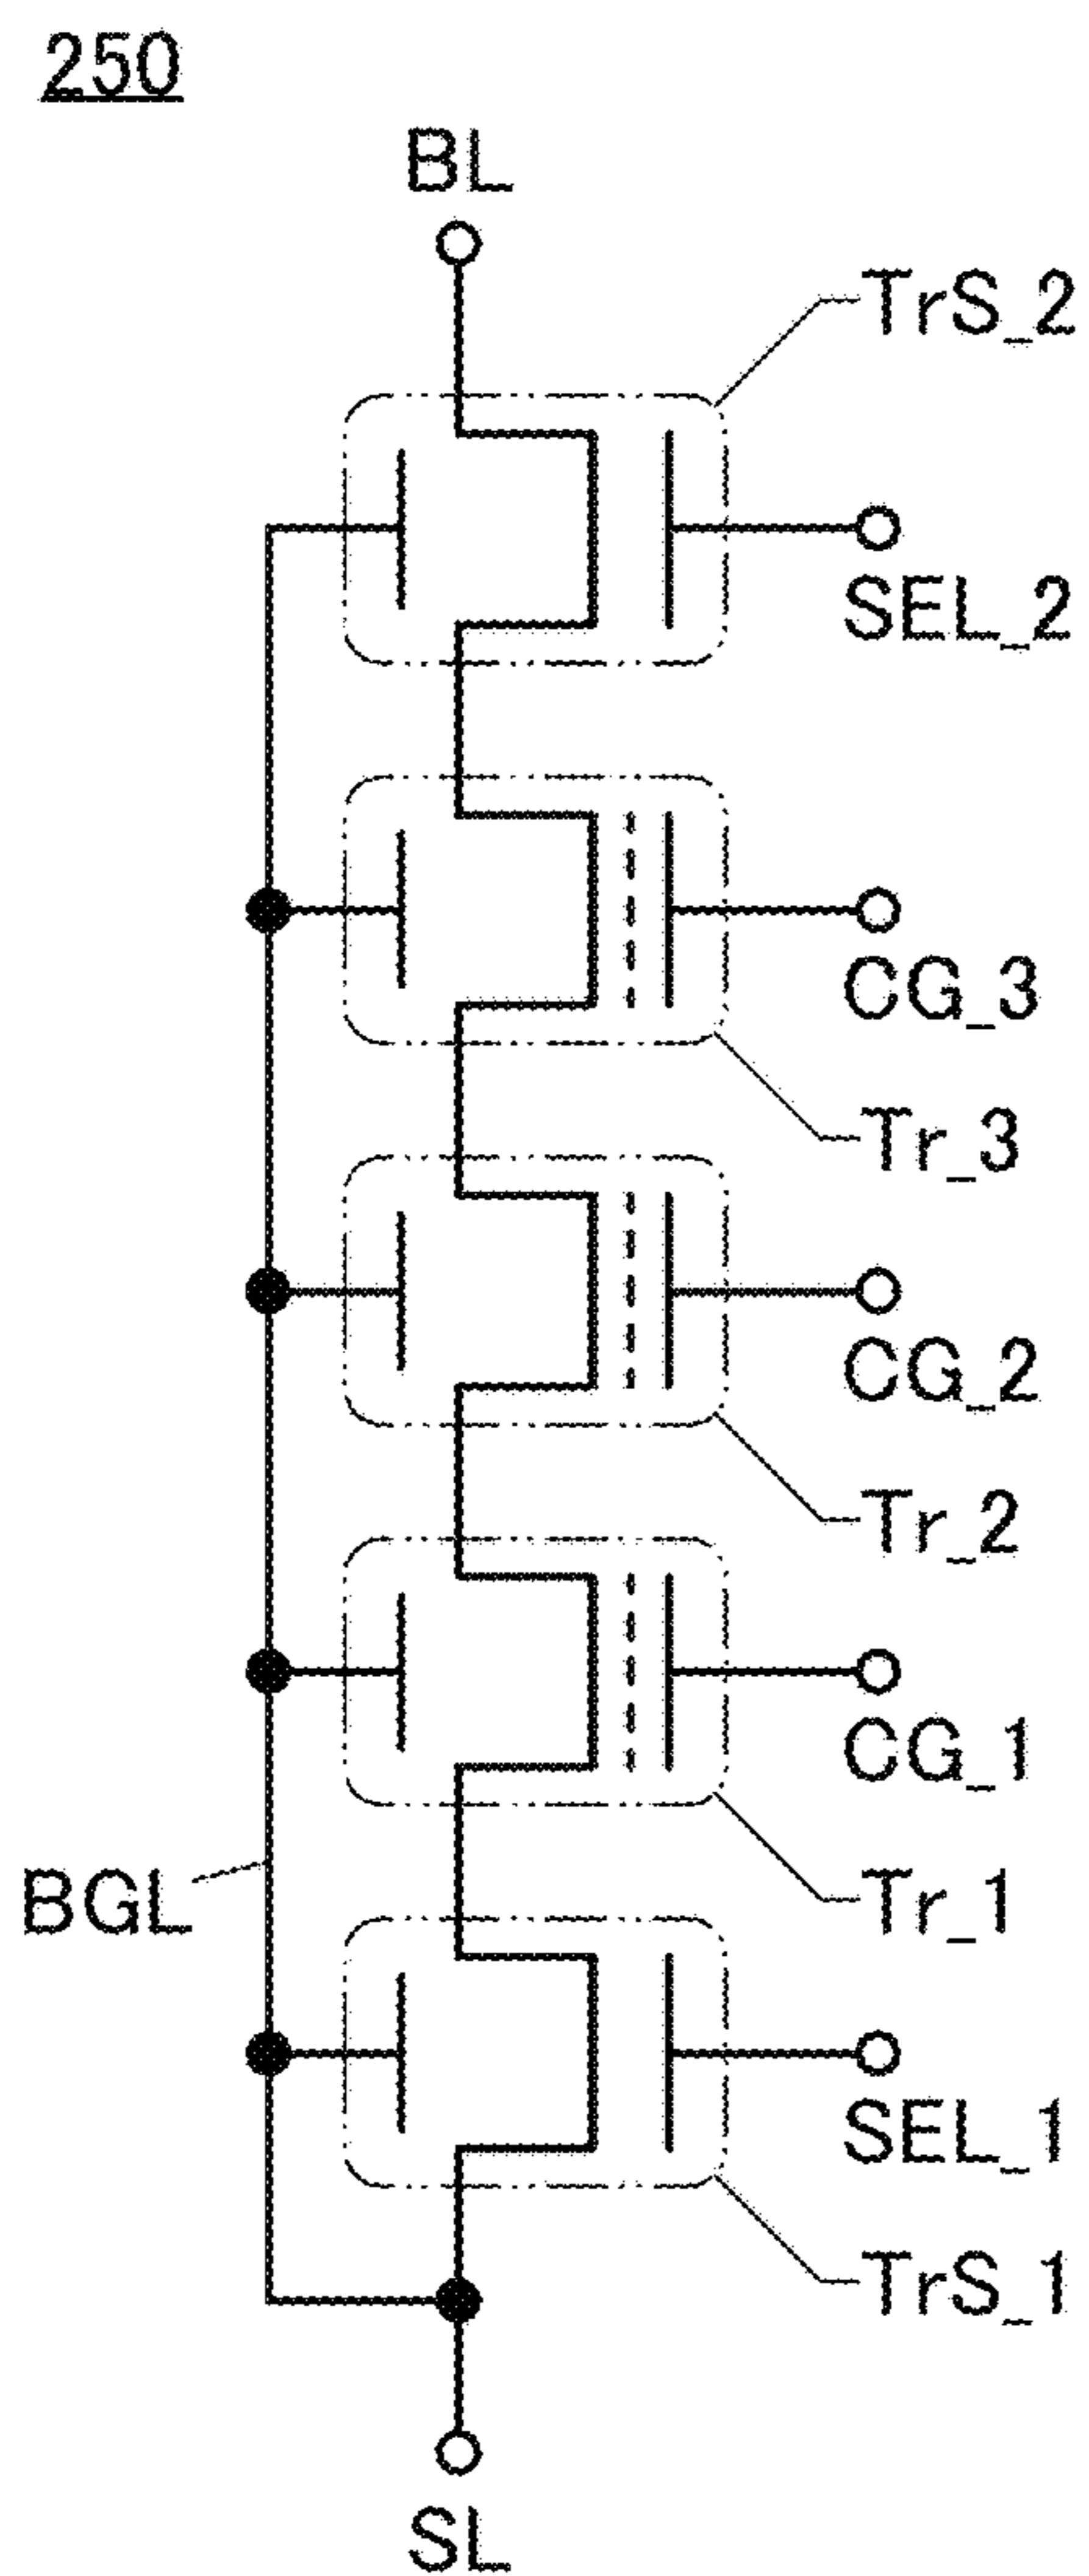 250
BL
TrS_2
SEL_2
CG_3
Tr_3
CG_2
Tr_2
CG_1
BGL
Tr_1
SEL_1
TrS_1
SL